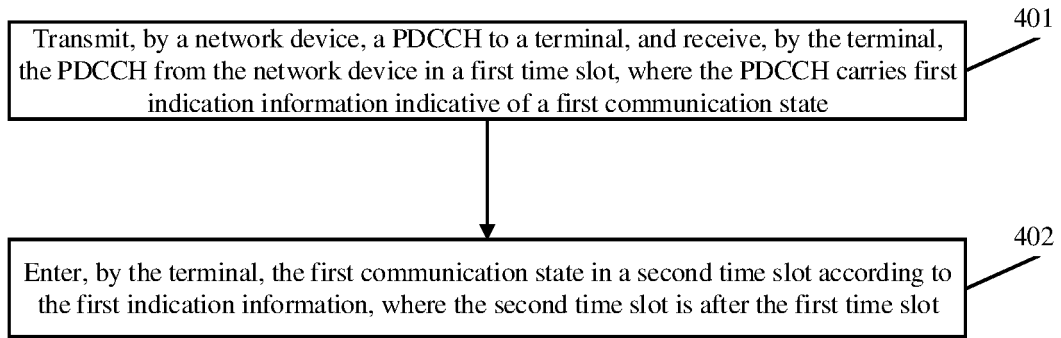 401
Transmit, by a network device, a PDCCH to a terminal, and receive, by the terminal,
the PDCCH from the network device in a first time slot, where the PDCCH carries first
indication information indicative of a first communication state
402
Enter, by the terminal, the first communication state in a second time slot according to
the first indication information, where the second time slot is after the first time slot